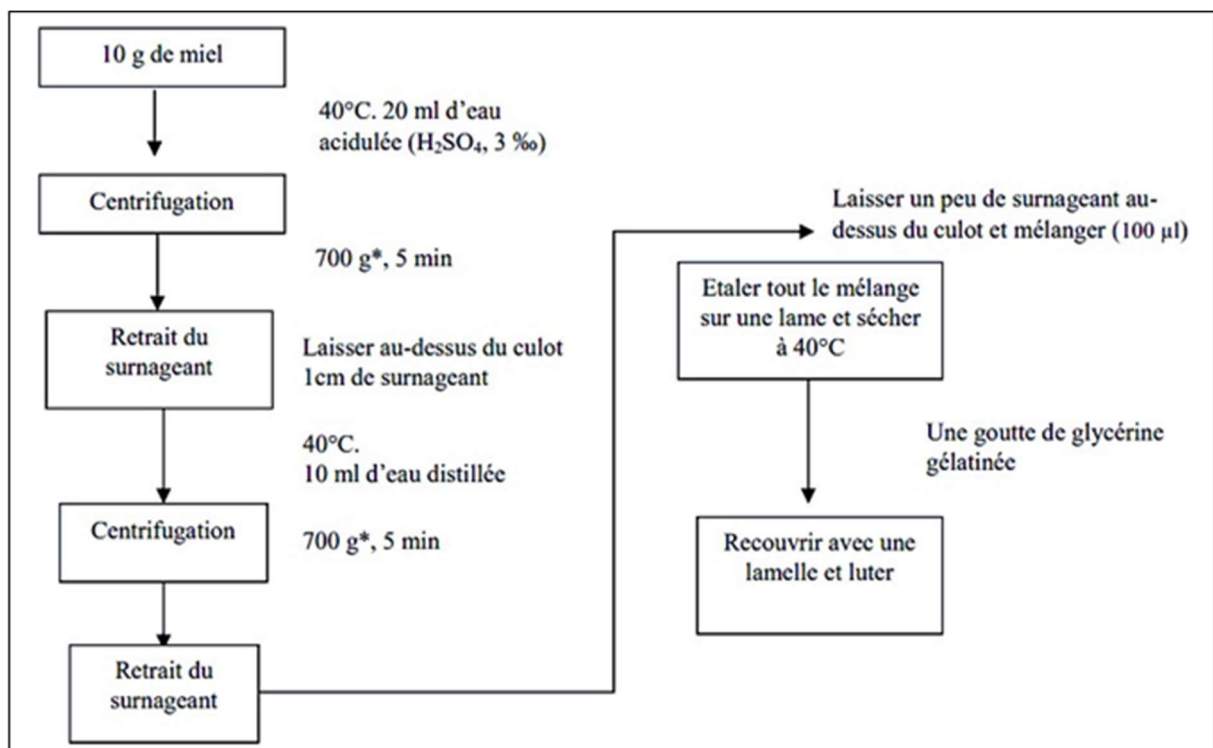 10 g de miel
40°C. 20 ml d’eau
acidulée (H₂SO₄, 3 ‰)
Centrifugation
700 g*, 5 min
Retrait du
surnageant
Laisser au-dessus du culot
1cm de surnageant
40°C.
10 ml d’eau distillée
Centrifugation
700 g*, 5 min
Retrait du
surnageant
Laisser un peu de surnageant au-
dessus du culot et mélanger (100 µl)
Etaler tout le mélange
sur une lame et sécher
à 40°C
Une goutte de glycérine
gélatinée
Recouvrir avec une
lamelle et luter